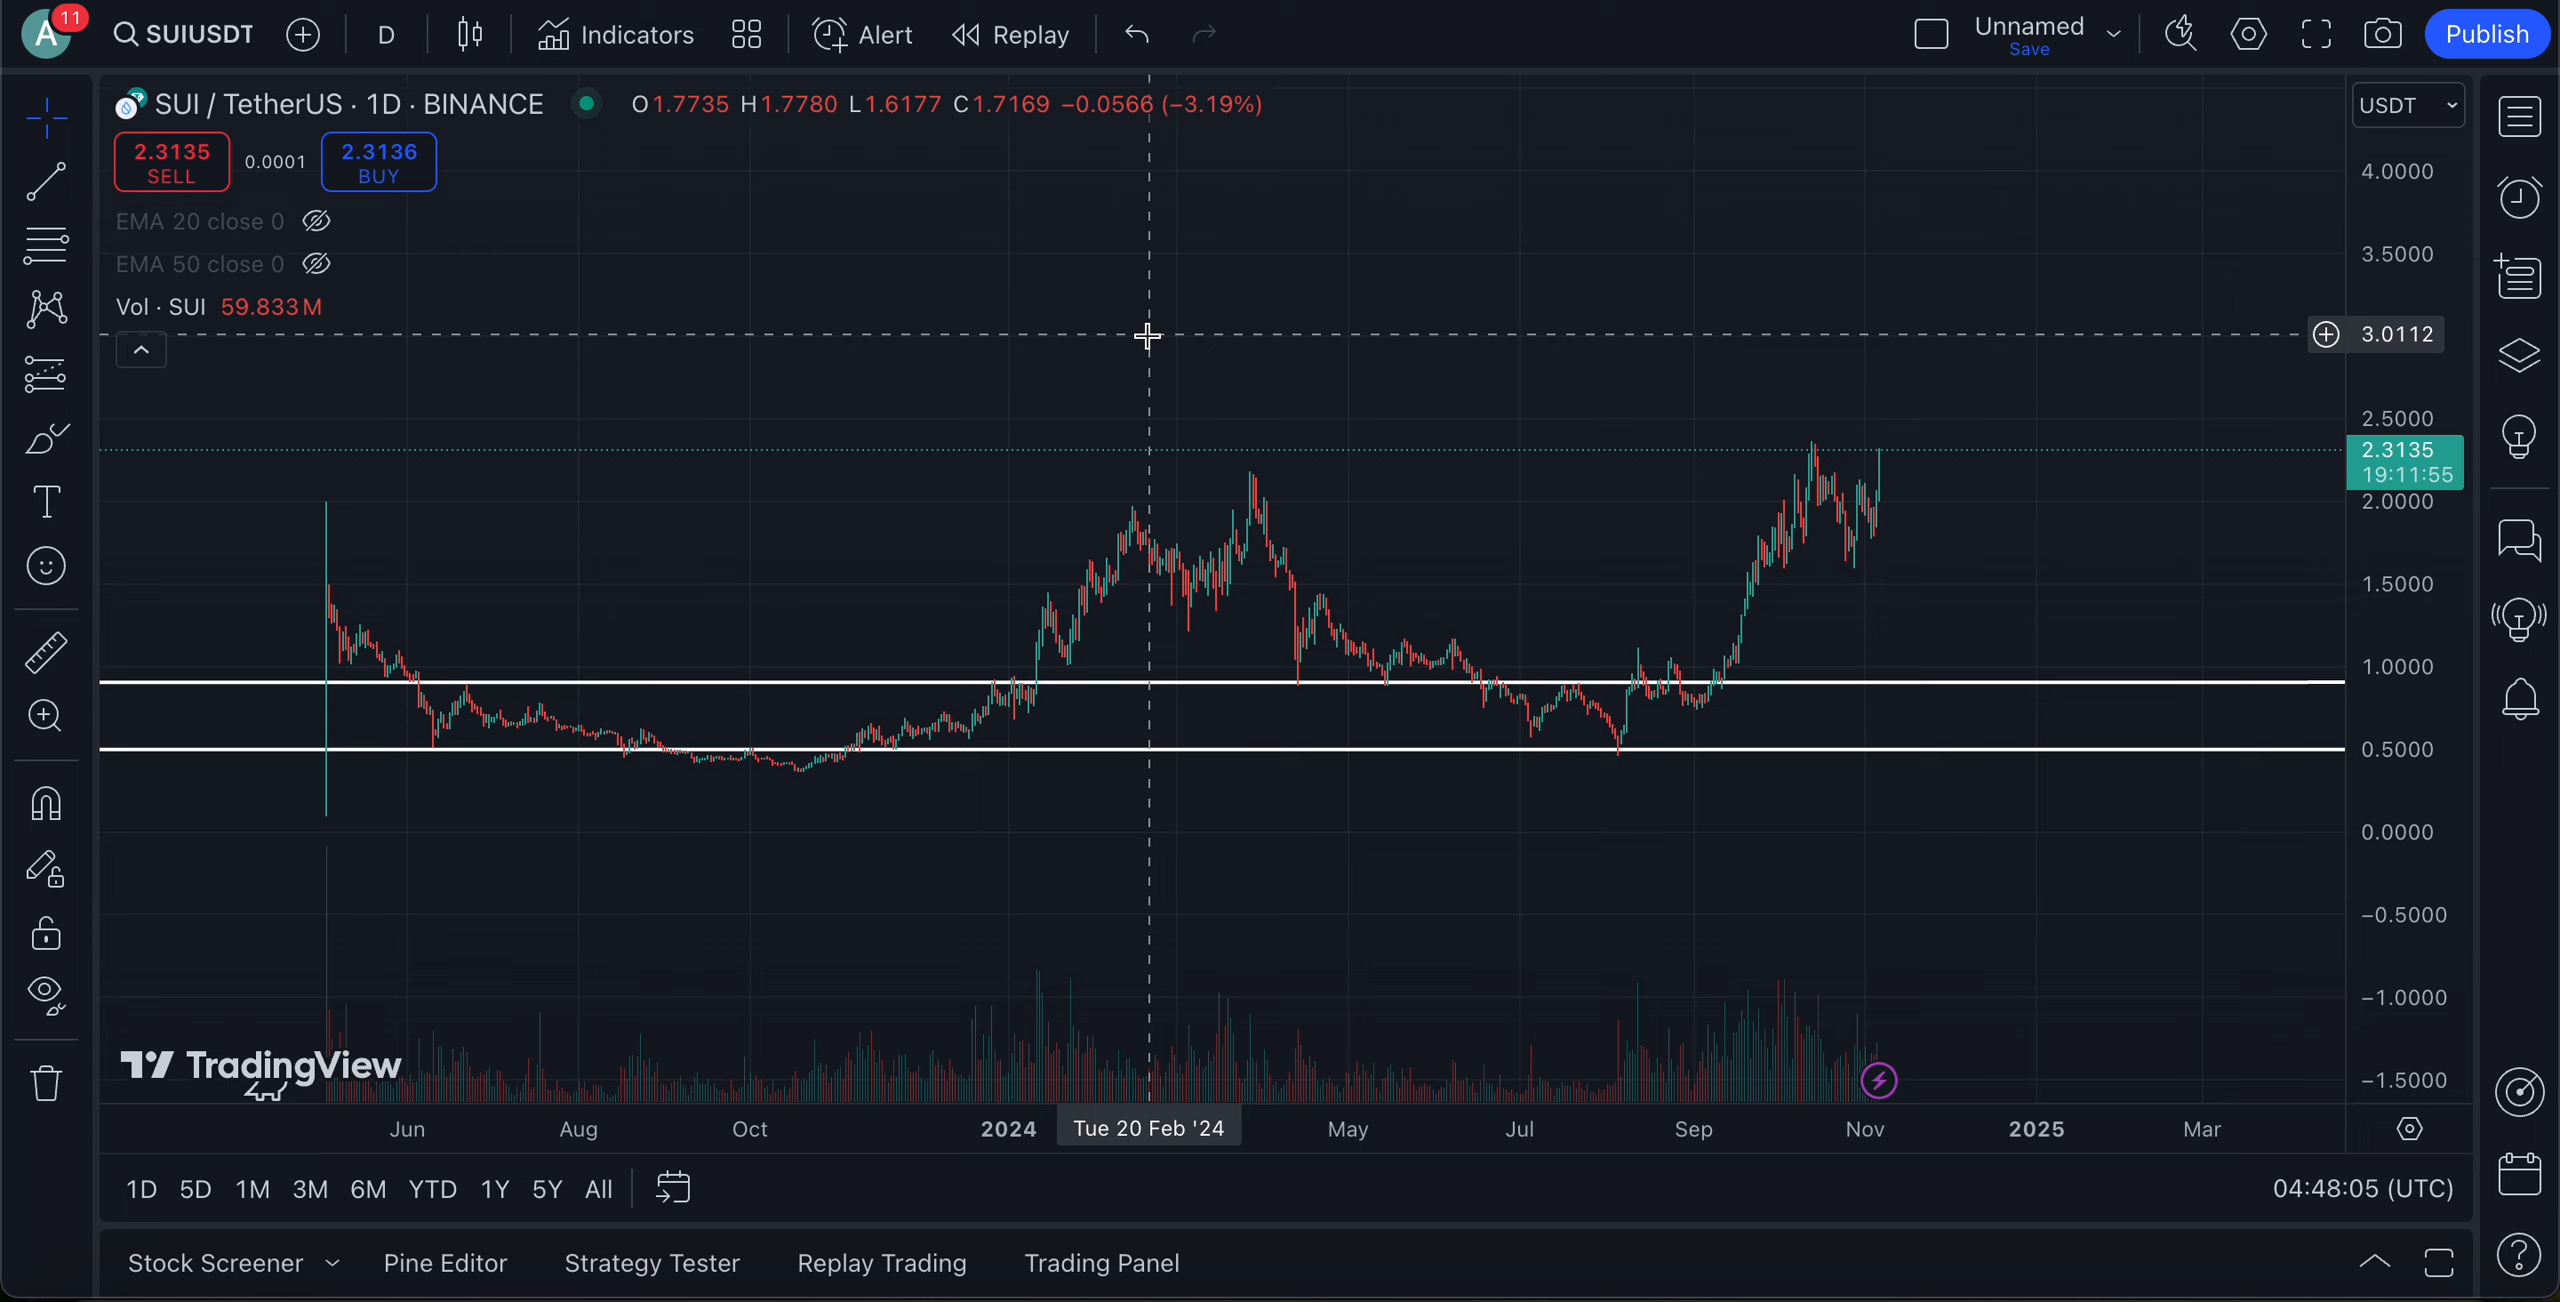 A 11 SUIUSDT D Indicators Alert Replay Unnamed Save Publish
SUI / TetherUS · 1D · BINANCE O1.7735 H1.7780 L1.6177 C1.7169 −0.0566 (−3.19%) USDT
2.3135 SELL 0.0001 2.3136 BUY
EMA 20 close 0
EMA 50 close 0
Vol · SUI 59.833M
4.0000
3.5000
3.0112
2.5000
2.3135
19:11:55
2.0000
1.5000
1.0000
0.5000
0.0000
−0.5000
−1.0000
−1.5000
TradingView
Jun Aug Oct 2024 Tue 20 Feb '24 May Jul Sep Nov 2025 Mar
1D 5D 1M 3M 6M YTD 1Y 5Y All 04:48:05 (UTC)
Stock Screener Pine Editor Strategy Tester Replay Trading Trading Panel